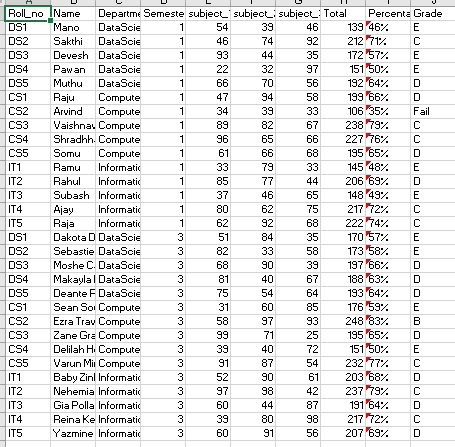 Roll_no Name Departme Semeste subject_ subject_ subject_ Total Percenta Grade
DS1 Mano DataScie 1 54 39 46 139 46% E
DS2 Sakthi DataScie 1 46 74 92 212 71% C
DS3 Devesh DataScie 1 93 44 35 172 57% E
DS4 Pawan DataScie 1 22 32 97 151 50% E
DS5 Muthu DataScie 1 66 70 56 192 64% D
CS1 Raju Compute 1 47 94 58 199 66% D
CS2 Arvind Compute 1 34 39 33 106 35% Fail
CS3 Vaishnav Compute 1 89 82 67 238 79% C
CS4 Shradhh Compute 1 96 65 66 227 76% C
CS5 Somu Compute 1 61 66 68 195 65% D
IT1 Ramu Informatic 1 33 79 33 145 48% E
IT2 Rahul Informatic 1 85 77 44 206 69% D
IT3 Subash Informatic 1 37 46 65 148 49% E
IT4 Ajay Informatic 1 80 62 75 217 72% C
IT5 Raja Informatic 1 62 92 68 222 74% C
DS1 Dakota D DataScie 3 51 84 35 170 57% E
DS2 Sebastie DataScie 3 82 33 58 173 58% E
DS3 Moshe C DataScie 3 68 90 39 197 66% D
DS4 Makayla DataScie 3 81 40 67 188 63% D
DS5 Deante F DataScie 3 75 54 64 193 64% D
CS1 Sean Compute 3 31 60 85 176 59% E
CS2 Ezra Trav Compute 3 58 97 93 248 83% B
CS3 Zane Gra Compute 3 99 71 25 195 65% D
CS4 Delilah Compute 3 39 40 72 151 50% E
CS5 Varun Compute 3 91 87 54 232 77% C
IT1 Baby Informatic 3 52 90 61 203 68% D
IT2 Nehemia Informatic 3 97 98 42 237 79% C
IT3 Gia Polla Informatic 3 60 44 87 191 64% D
IT4 Reina Ke Informatic 3 39 80 98 217 72% C
IT5 Yazmine Informatic 3 60 91 56 207 69% D